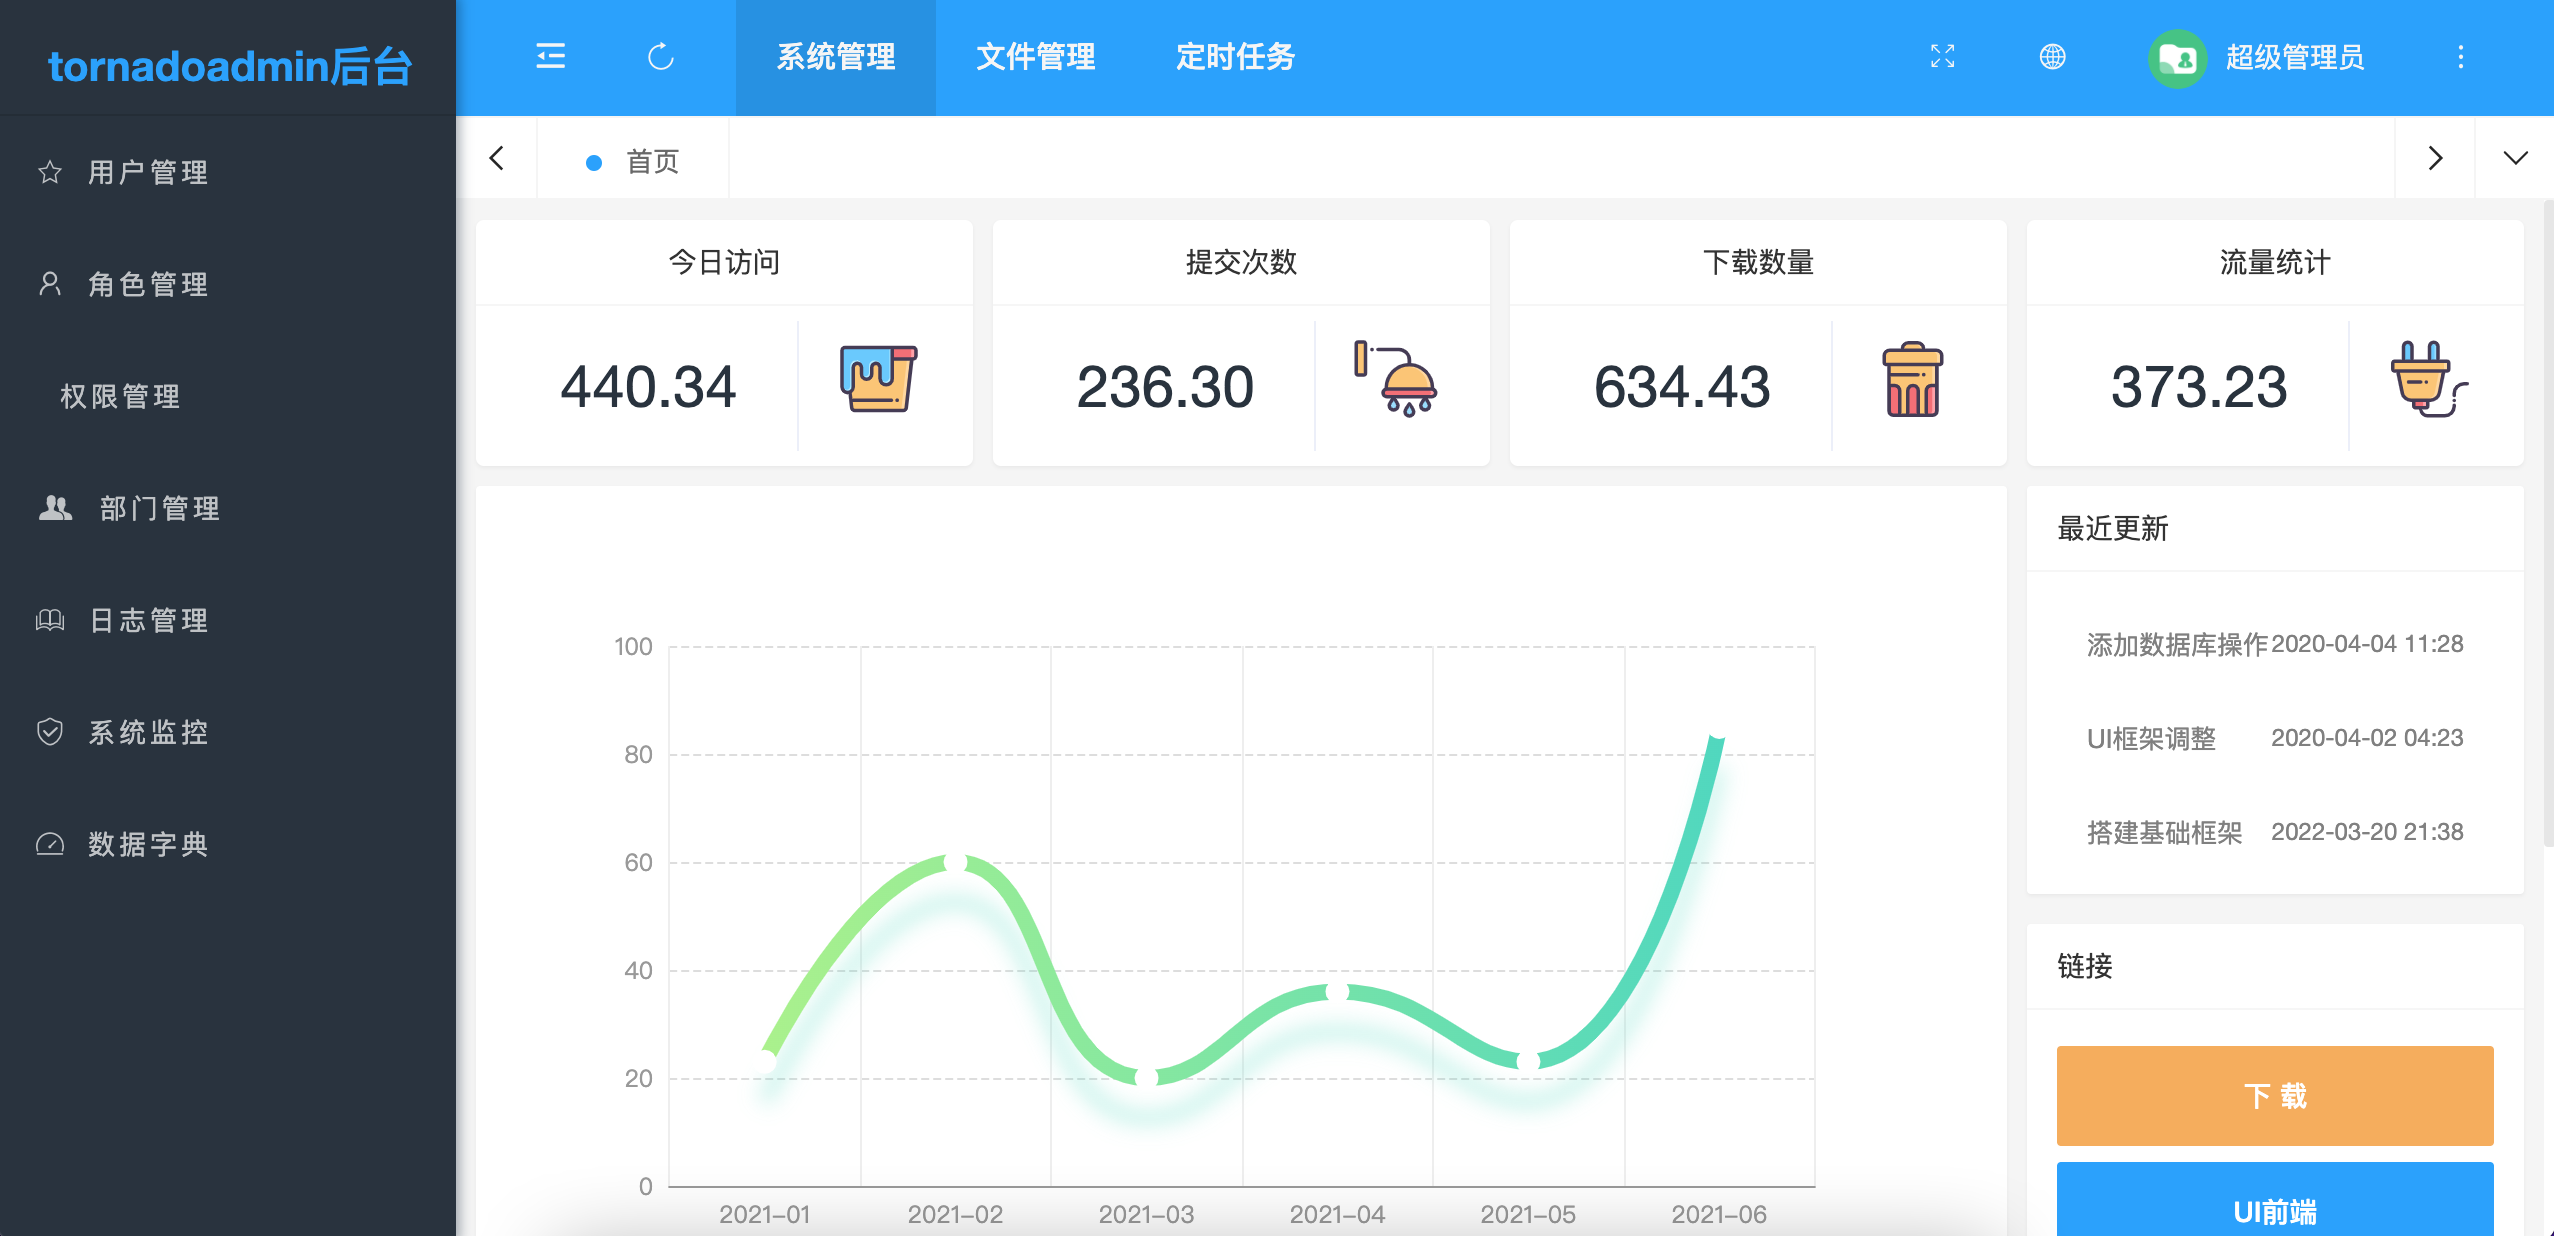 tornadoadmin后台
系统管理
文件管理
定时任务
超级管理员
用户管理
角色管理
权限管理
部门管理
日志管理
系统监控
数据字典
首页
今日访问
440.34
提交次数
236.30
下载数量
634.43
流量统计
373.23
100
80
60
40
20
0
2021-01
2021-02
2021-03
2021-04
2021-05
2021-06
最近更新
添加数据库操作 2020-04-04 11:28
UI框架调整 2020-04-02 04:23
搭建基础框架 2022-03-20 21:38
链接
下 载
UI前端